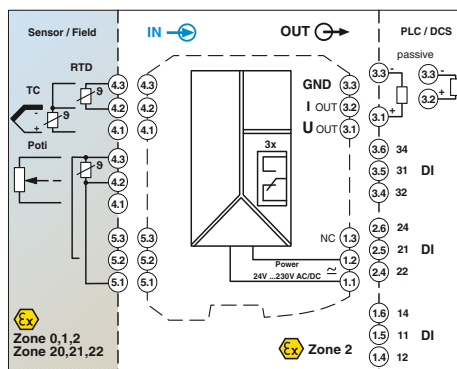 Sensor / Field
IN
OUT
PLC / DCS
RTD
TC
ϑ
ϑ
-
+
4.3
4.2
4.1
4.3
4.2
4.1
GND
I OUT
U OUT
3.3
3.2
3.1
passive
3.3
-
3.1
+
3.3
-
3.2
+
Poti
ϑ
4.3
4.2
4.1
3x
3.6 34
3.5 31 DI
3.4 32
5.3
5.2
5.1
5.3
5.2
5.1
NC 1.3
Power 1.2
24V ...230V AC/DC 1.1
2.6 24
2.5 21 DI
2.4 22
Ex
Zone 0,1,2
Zone 20,21,22
Ex Zone 2
1.6 14
1.5 11 DI
1.4 12